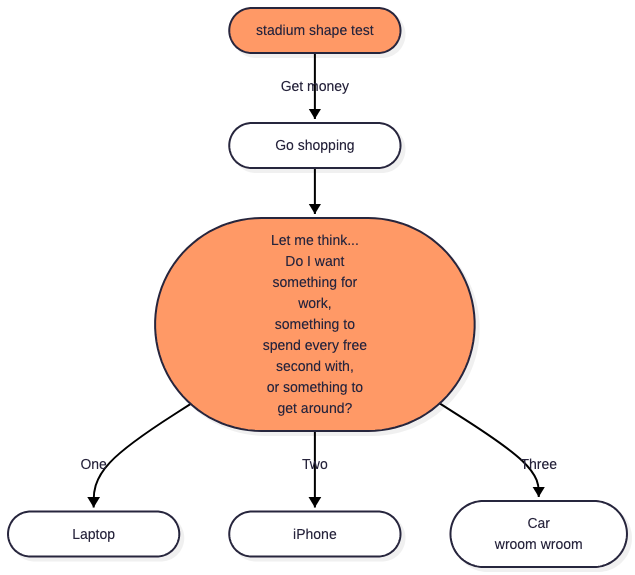 stadium shape test
Get money
Go shopping
Let me think...
Do I want
something for
work,
something to
spend every free
second with,
or something to
get around?
One
Two
Three
Laptop
iPhone
Car
wroom wroom